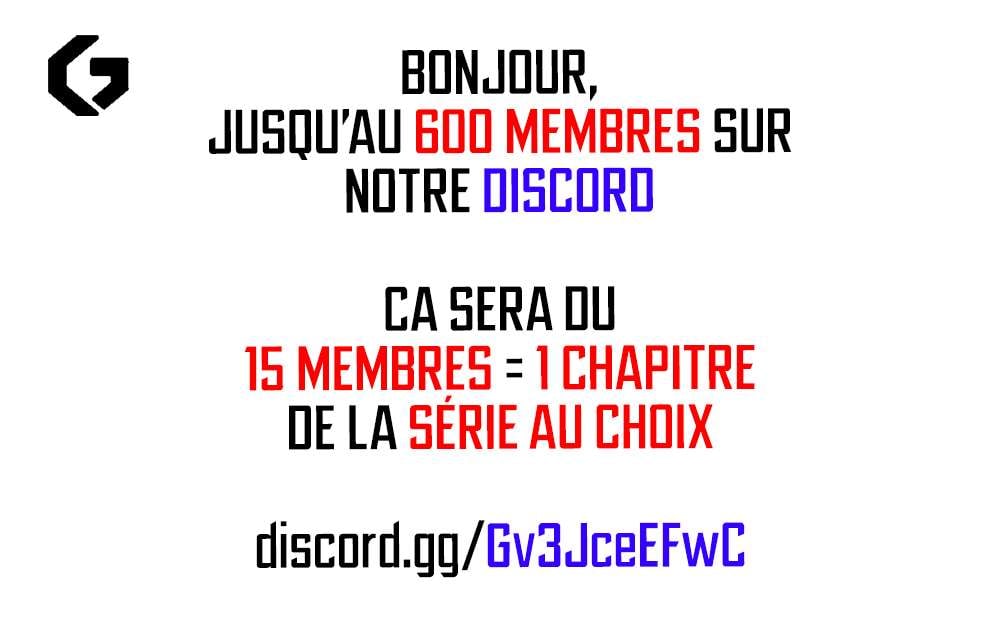 BONJOUR,
JUSQU'AU 600 MEMBRES SUR
NOTRE DISCORD
CA SERA DU
15 MEMBRES = 1 CHAPITRE
DE LA SÉRIE AU CHOIX
discord.gg/Gv3JceEFwC